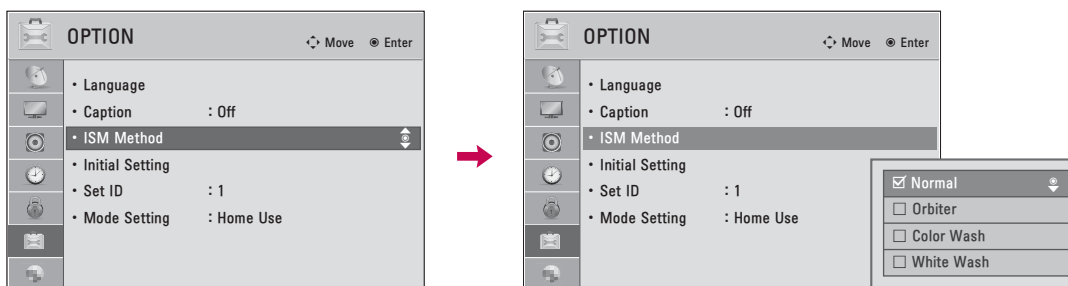 OPTION
Move Enter
• Language
• Caption : Off
• ISM Method
• Initial Setting
• Set ID : 1
• Mode Setting : Home Use
OPTION
Move Enter
• Language
• Caption : Off
• ISM Method
• Initial Setting
• Set ID : 1
• Mode Setting : Home Use
☑ Normal
☐ Orbiter
☐ Color Wash
☐ White Wash